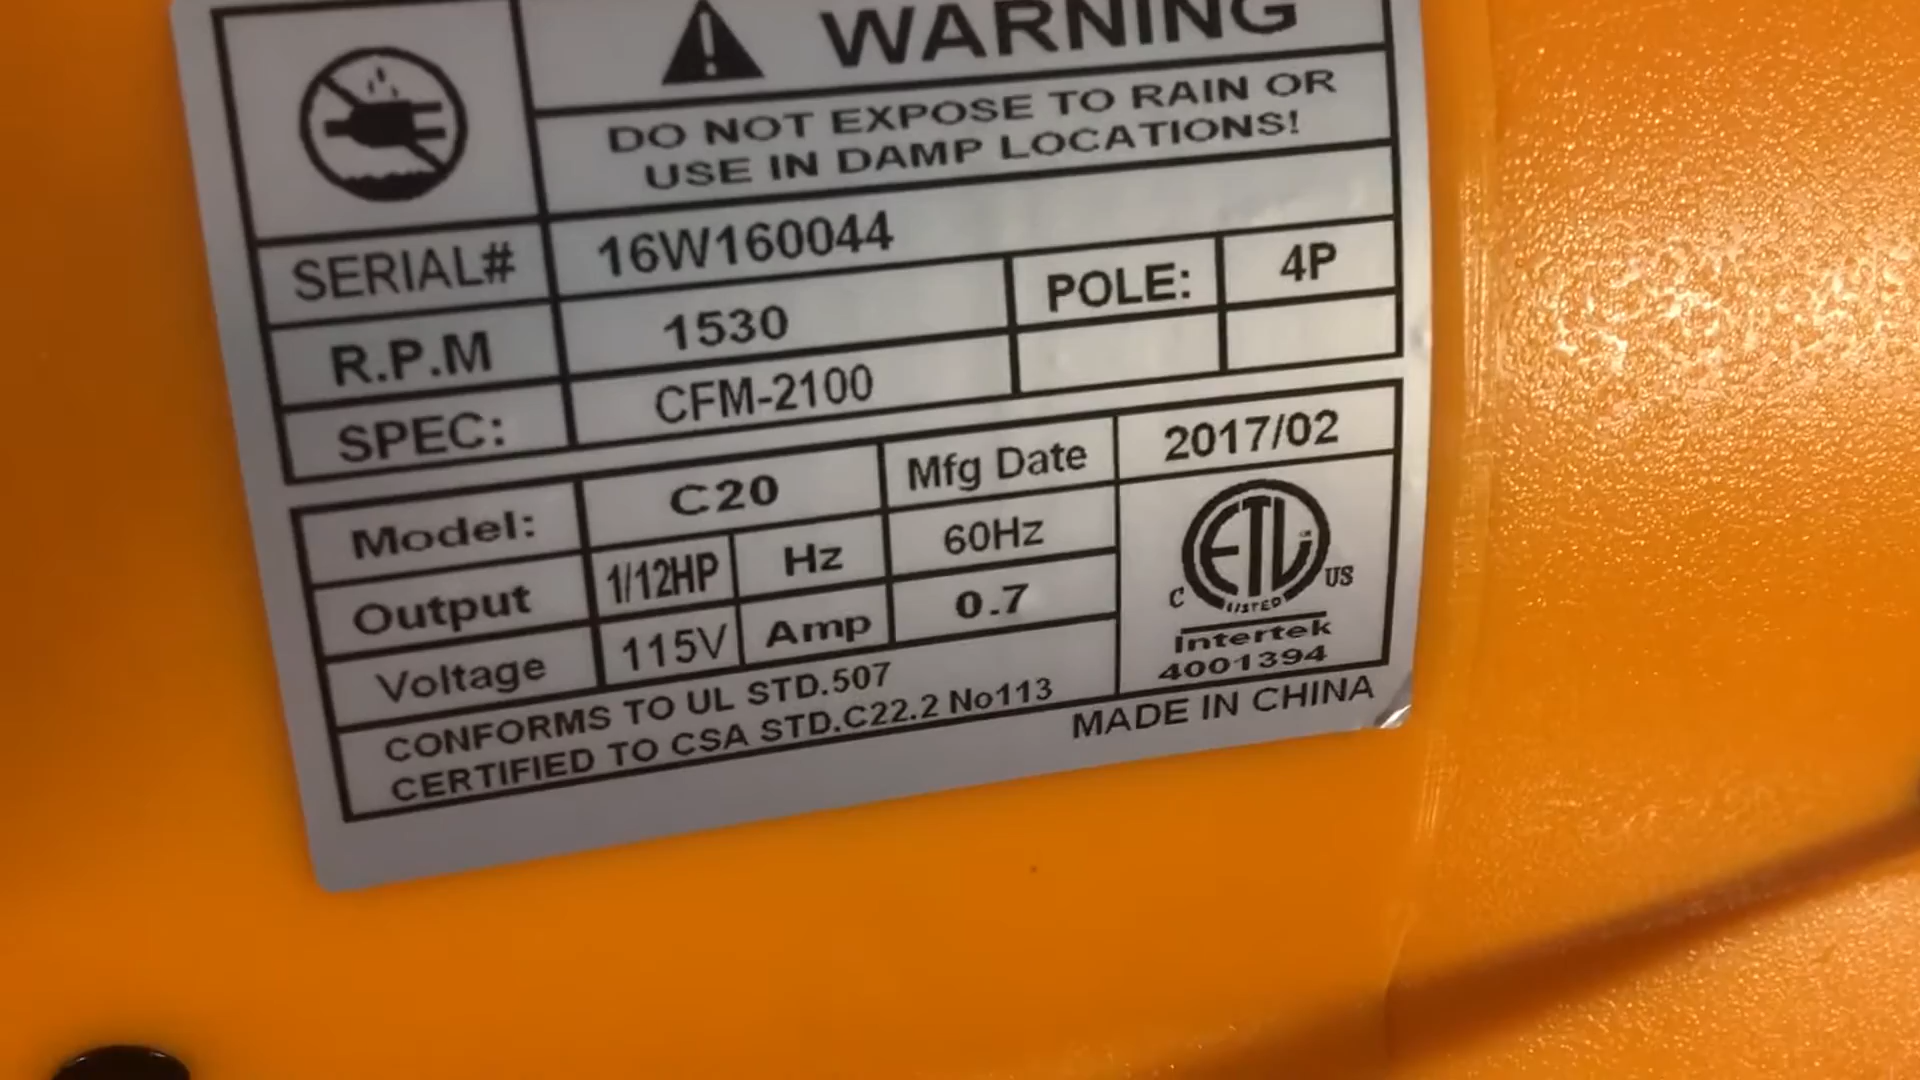 WARNING
DO NOT EXPOSE TO RAIN OR
USE IN DAMP LOCATIONS!
SERIAL# 16W160044
R.P.M 1530 POLE: 4P
SPEC: CFM-2100
Model: C20 Mfg Date 2017/02
Output 1/12HP Hz 60Hz
Voltage 115V Amp 0.7
CONFORMS TO UL STD.507
CERTIFIED TO CSA STD.C22.2 No113
ETL
C US
LISTED
Intertek
4001394
MADE IN CHINA